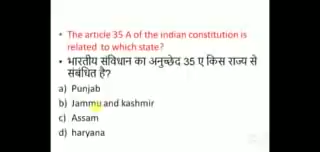 • The article 35 A of the indian constitution is
related to which state?
• भारतीय संविधान का अनुच्छेद 35 ए किस राज्य से
संबंधित है?
a) Punjab
b) Jammu and kashmir
c) Assam
d) haryana